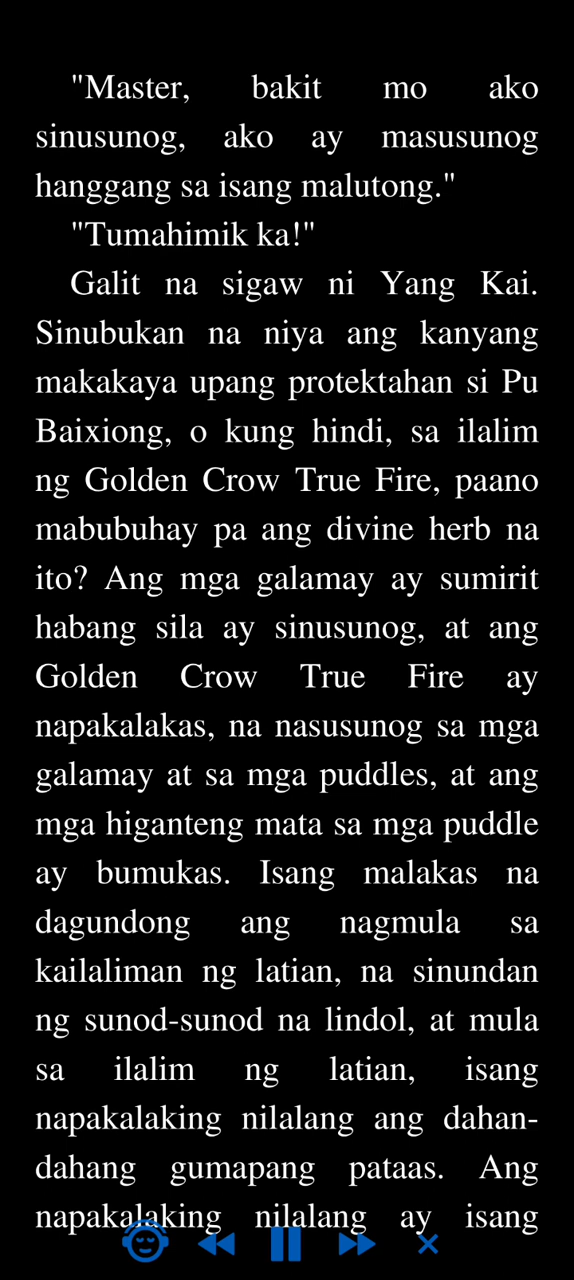 "Master, bakit mo ako
sinusunog, ako ay masusunog
hanggang sa isang malutong."
"Tumahimik ka!"
Galit na sigaw ni Yang Kai.
Sinubukan na niya ang kanyang
makakaya upang protektahan si Pu
Baixiong, o kung hindi, sa ilalim
ng Golden Crow True Fire, paano
mabubuhay pa ang divine herb na
ito? Ang mga galamay ay sumirit
habang sila ay sinusunog, at ang
Golden Crow True Fire ay
napakalakas, na nasusunog sa mga
galamay at sa mga puddles, at ang
mga higanteng mata sa mga puddle
ay bumukas. Isang malakas na
dagundong ang nagmula sa
kailaliman ng latian, na sinundan
ng sunod-sunod na lindol, at mula
sa ilalim ng latian, isang
napakalaking nilalang ang dahan-
dahang gumapang pataas. Ang
napakalaking nilalang ay isang